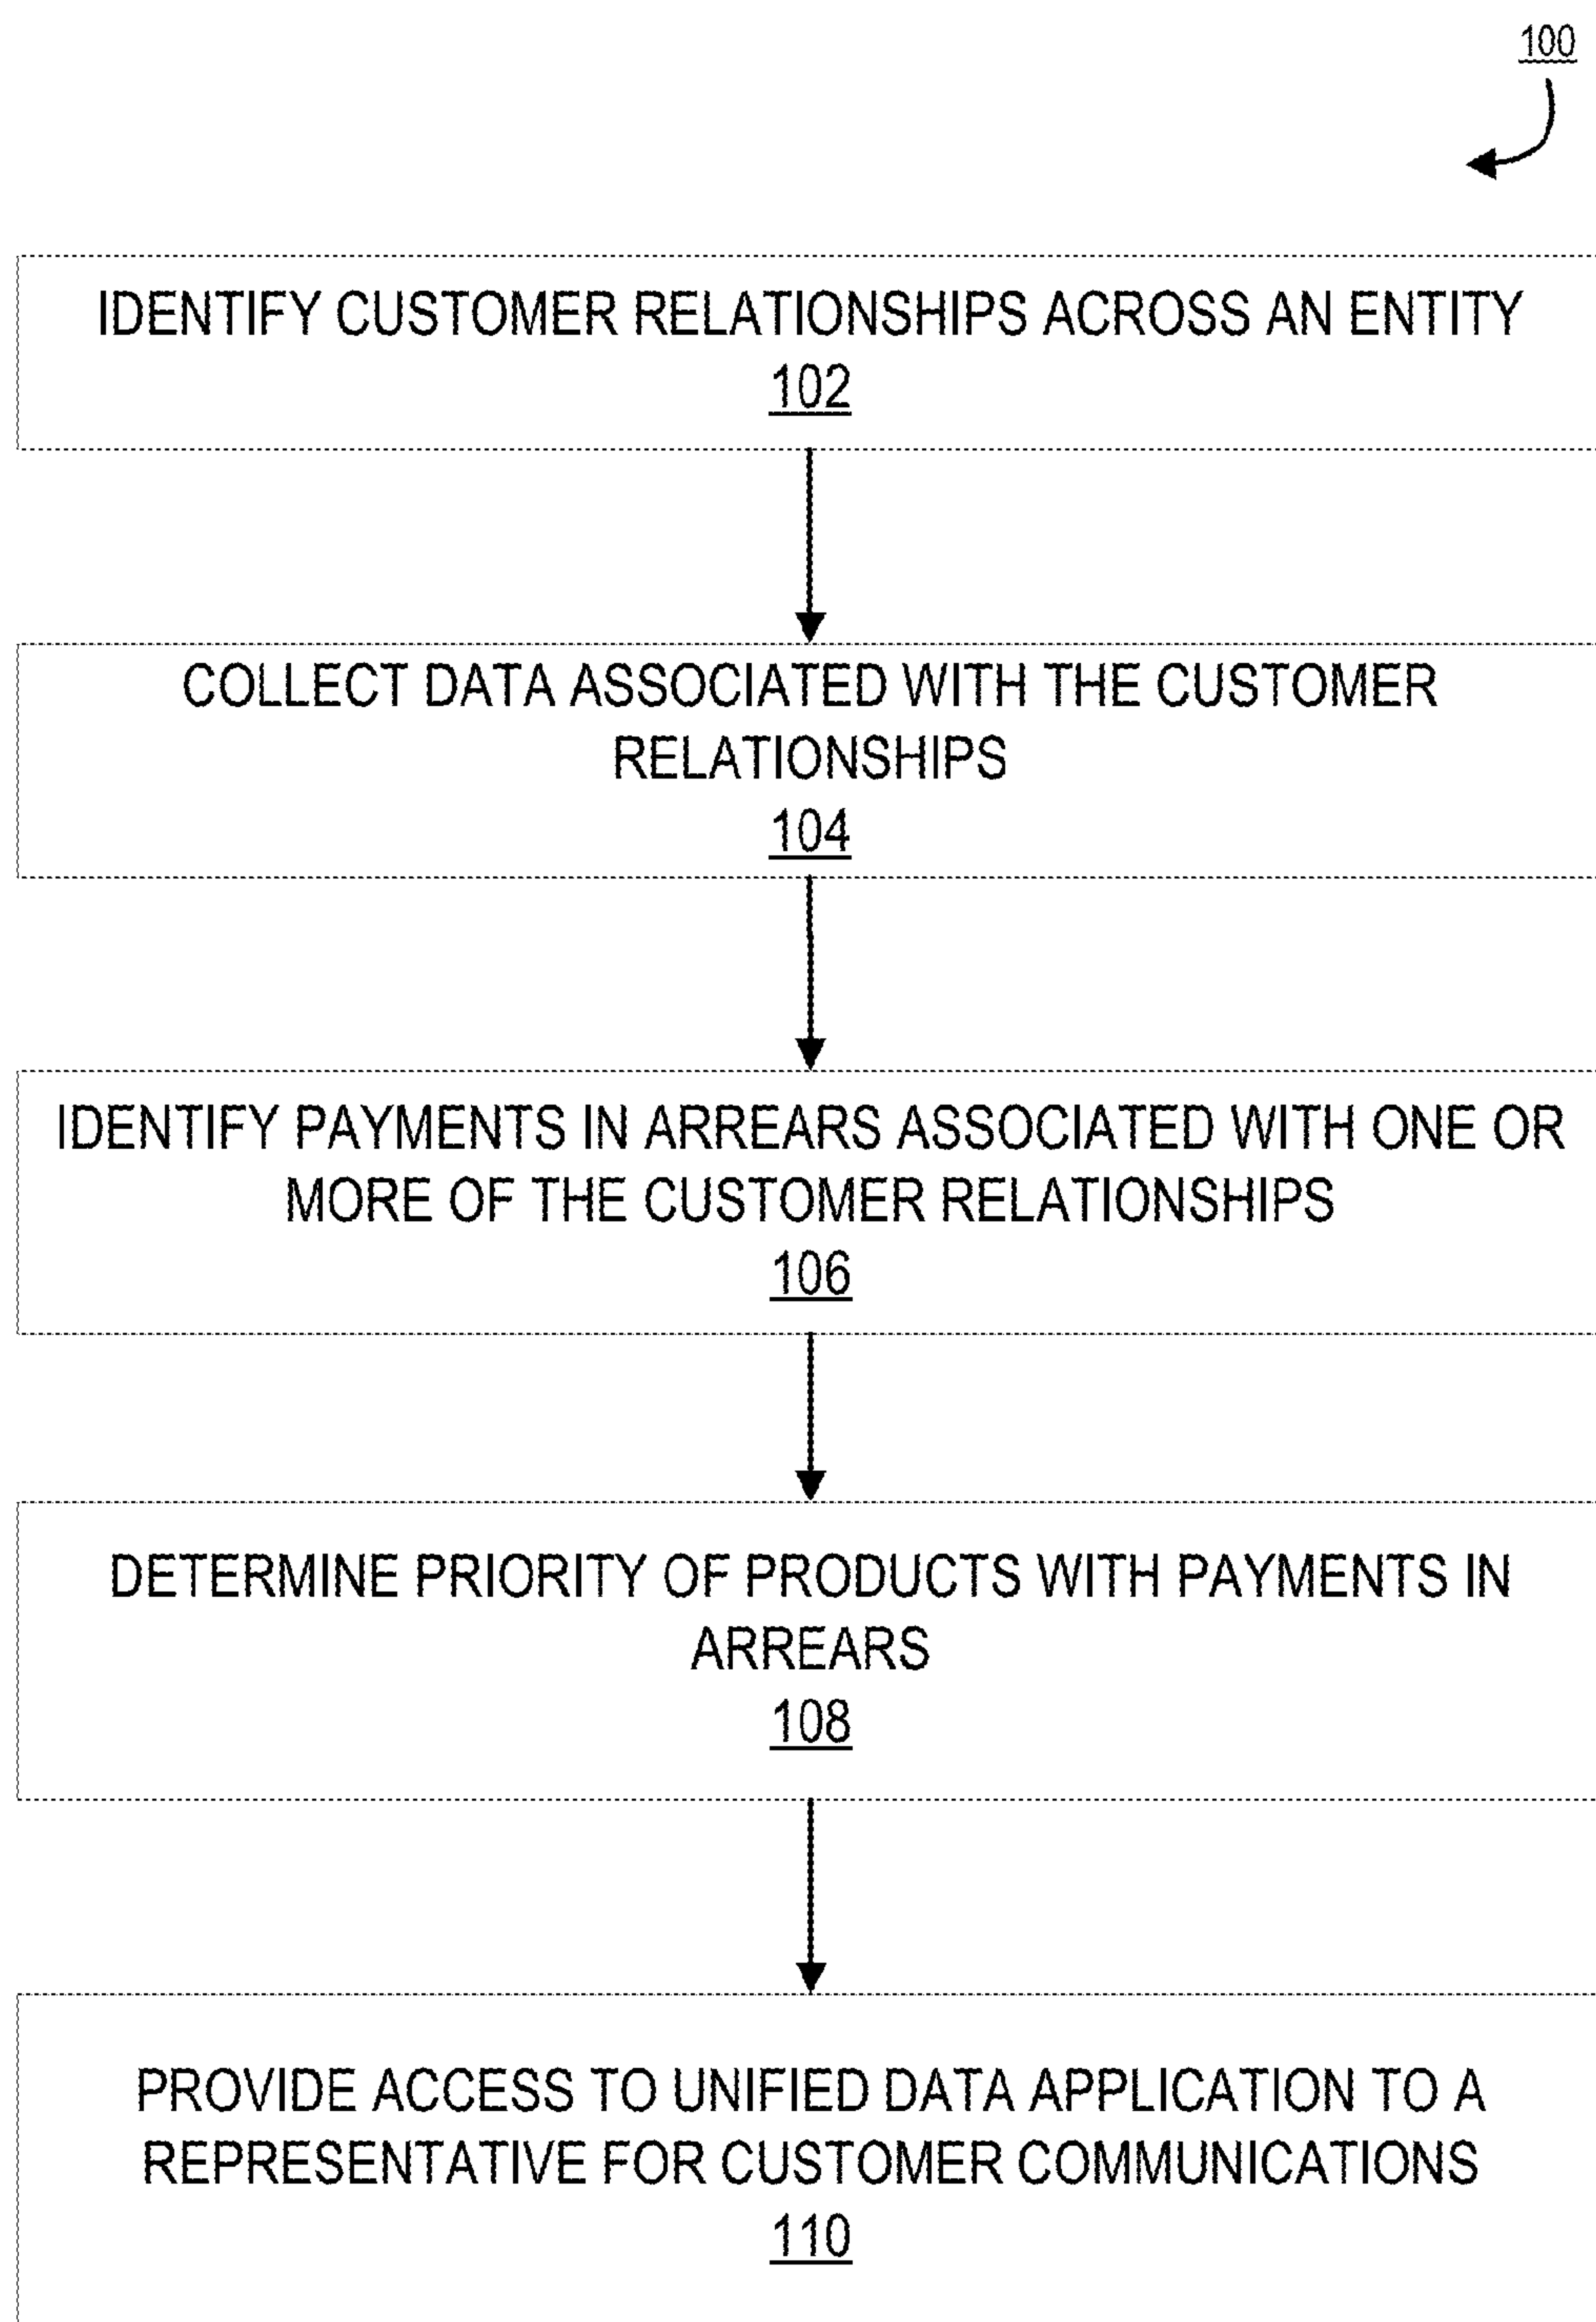 100
IDENTIFY CUSTOMER RELATIONSHIPS ACROSS AN ENTITY
102
COLLECT DATA ASSOCIATED WITH THE CUSTOMER
RELATIONSHIPS
104
IDENTIFY PAYMENTS IN ARREARS ASSOCIATED WITH ONE OR
MORE OF THE CUSTOMER RELATIONSHIPS
106
DETERMINE PRIORITY OF PRODUCTS WITH PAYMENTS IN
ARREARS
108
PROVIDE ACCESS TO UNIFIED DATA APPLICATION TO A
REPRESENTATIVE FOR CUSTOMER COMMUNICATIONS
110